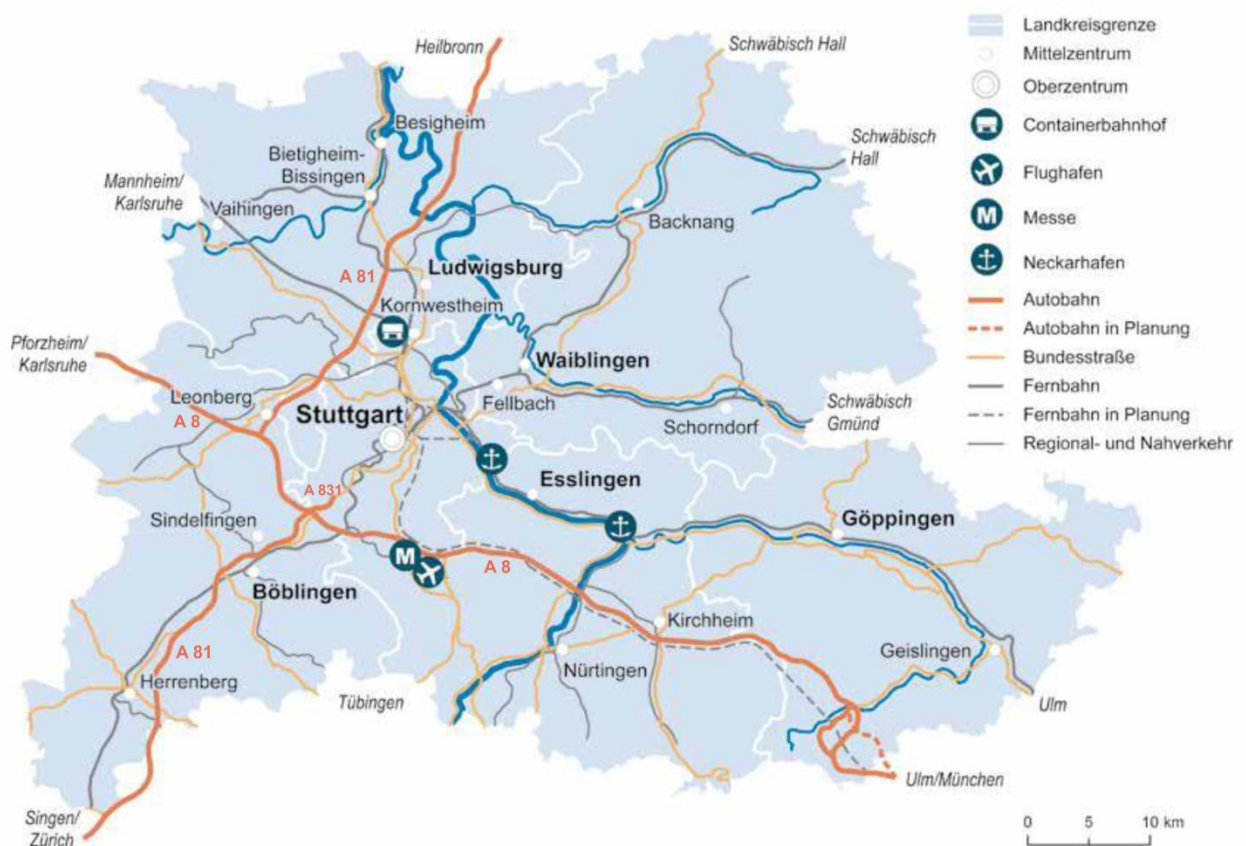 Heilbronn
Schwäbisch Hall
Besigheim
Schwäbisch
Hall
Bietigheim-
Bissingen
Mannheim/
Karlsruhe
Vaihingen
Backnang
A 81
Ludwigsburg
Kornwestheim
Pforzheim/
Karlsruhe
Waiblingen
Leonberg
A 8
Stuttgart
Fellbach
Schorndorf
Schwäbisch
Gmünd
A 831
Esslingen
Sindelfingen
Göppingen
M
A 8
Böblingen
Kirchheim
A 81
Nürtingen
Geislingen
Herrenberg
Tübingen
Ulm
Ulm/München
Singen/
Zürich
Landkreisgrenze
Mittelzentrum
Oberzentrum
Containerbahnhof
Flughafen
M Messe
Neckarhafen
Autobahn
Autobahn in Planung
Bundesstraße
Fernbahn
Fernbahn in Planung
Regional- und Nahverkehr
0 5 10 km